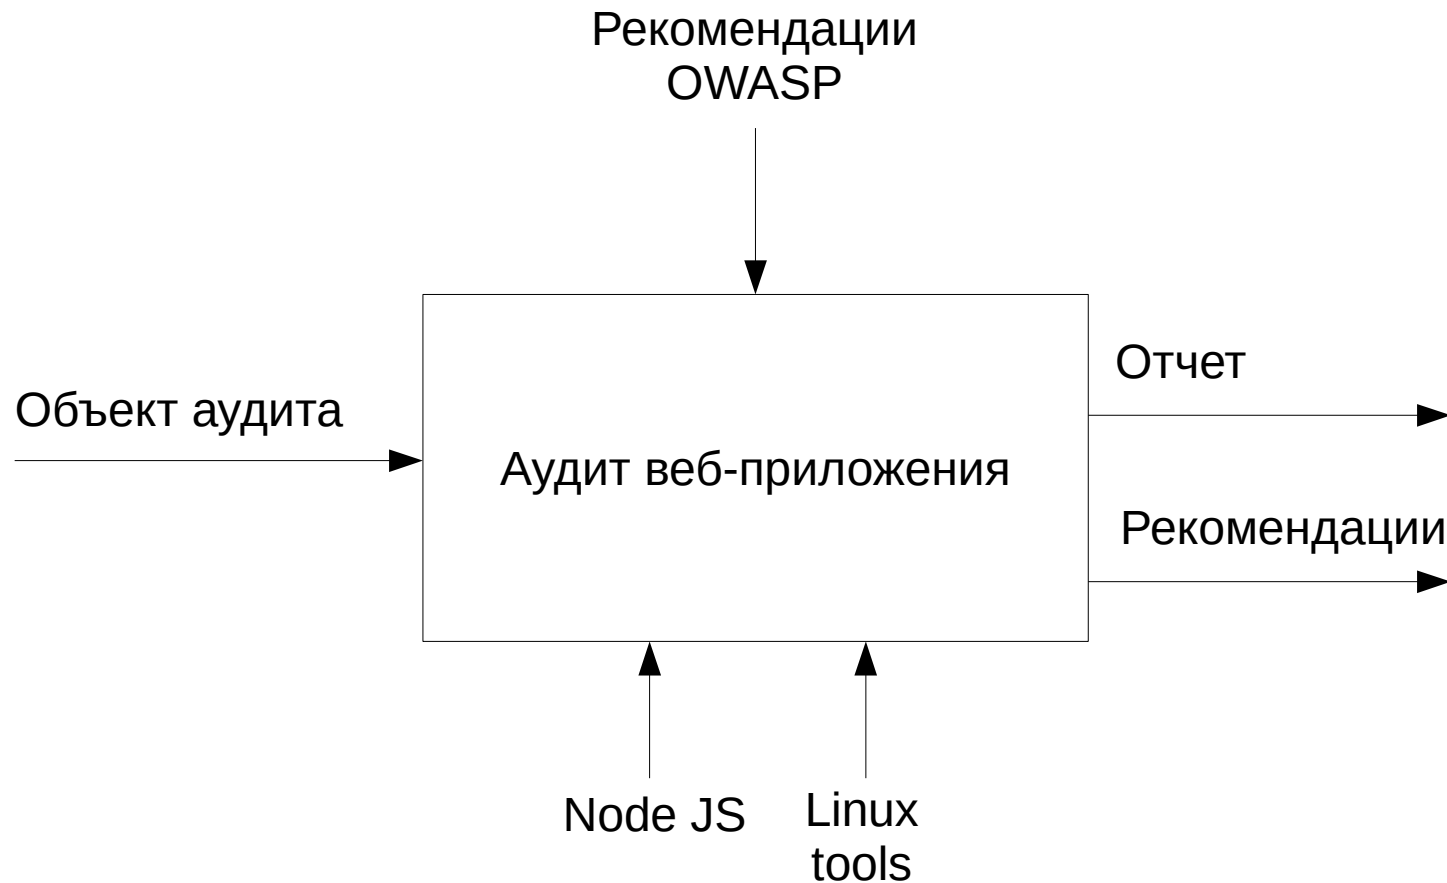 Рекомендации
OWASP
Отчет
Объект аудита
Аудит веб-приложения
Рекомендации
Node JS
Linux
tools